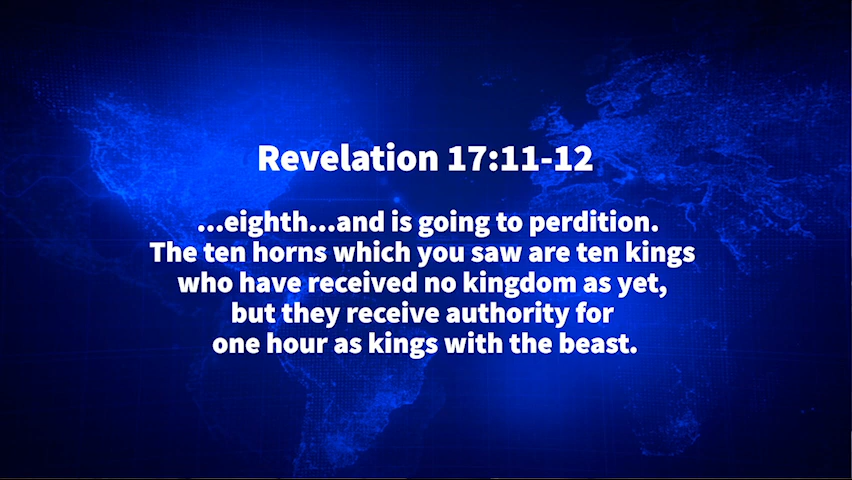 Revelation 17:11-12
...eighth...and is going to perdition.
The ten horns which you saw are ten kings
who have received no kingdom as yet,
but they receive authority for
one hour as kings with the beast.